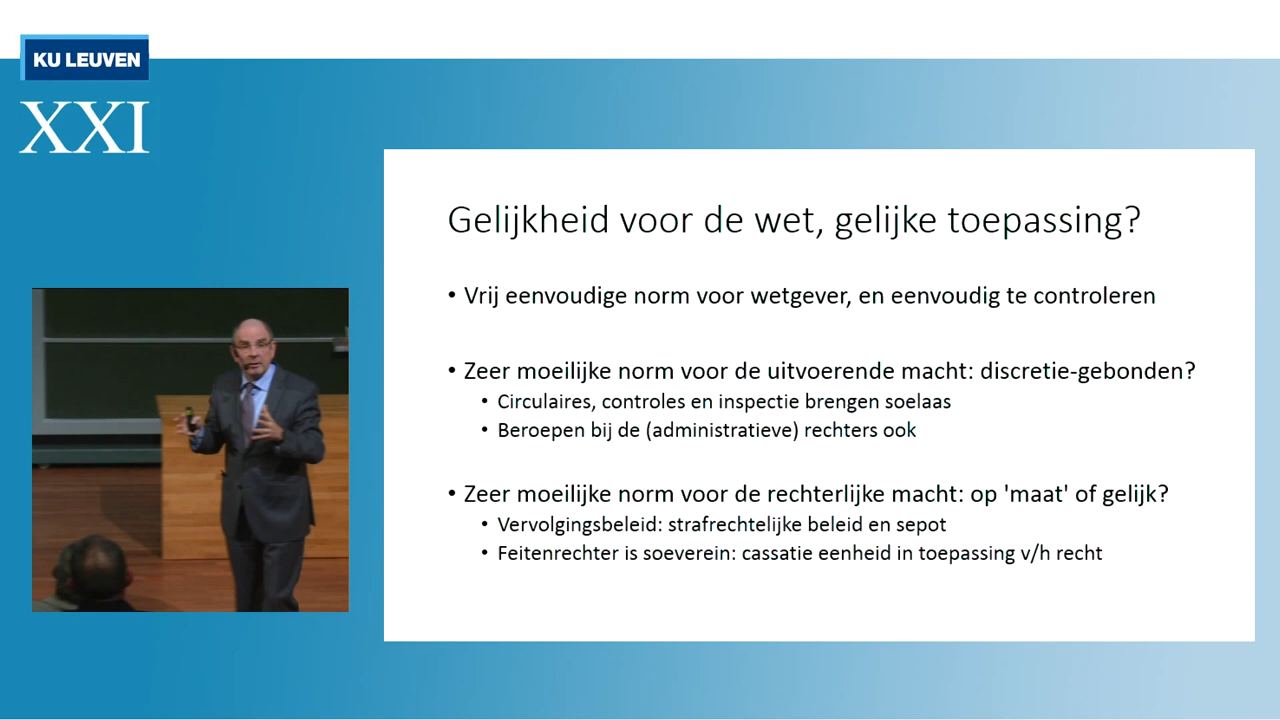 KU LEUVEN
XXI
Gelijkheid voor de wet, gelijke toepassing?
• Vrij eenvoudige norm voor wetgever, en eenvoudig te controleren
• Zeer moeilijke norm voor de uitvoerende macht: discretie-gebonden?
• Circulaires, controles en inspectie brengen soelaas
• Beroepen bij de (administratieve) rechters ook
• Zeer moeilijke norm voor de rechterlijke macht: op 'maat' of gelijk?
• Vervolgingsbeleid: strafrechtelijke beleid en sepot
• Feitenrechter is soeverein: cassatie eenheid in toepassing v/h recht